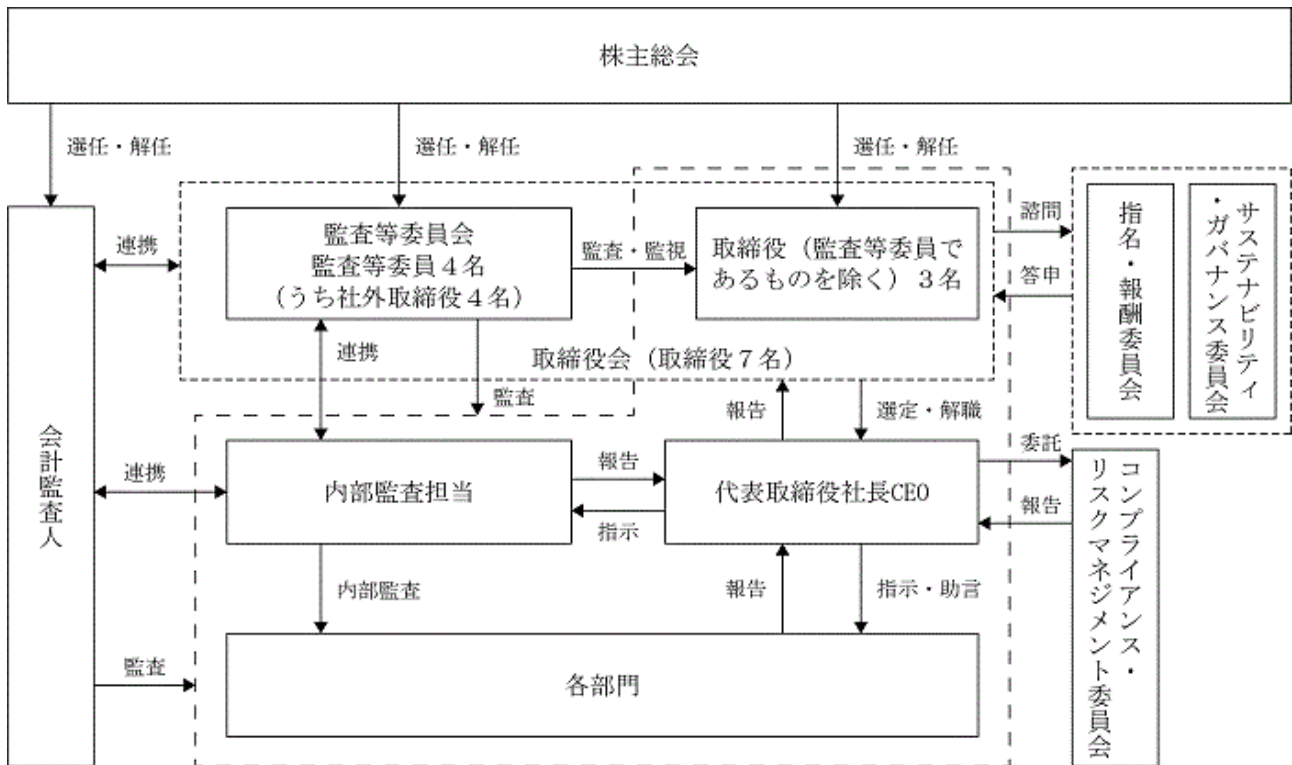 株主総会
選任・解任
選任・解任
選任・解任
監査等委員会
監査等委員４名
（うち社外取締役４名）
監査・監視
取締役（監査等委員で
あるものを除く）３名
連携
諮問
答申
サステナビリティ
・ガバナンス委員会
指名・報酬委員会
連携
取締役会（取締役７名）
監査
報告
選定・解職
会計監査人
連携
内部監査担当
報告
指示
代表取締役社長CEO
委託
報告
コンプライアンス・
リスクマネジメント委員会
内部監査
報告
指示・助言
監査
各部門